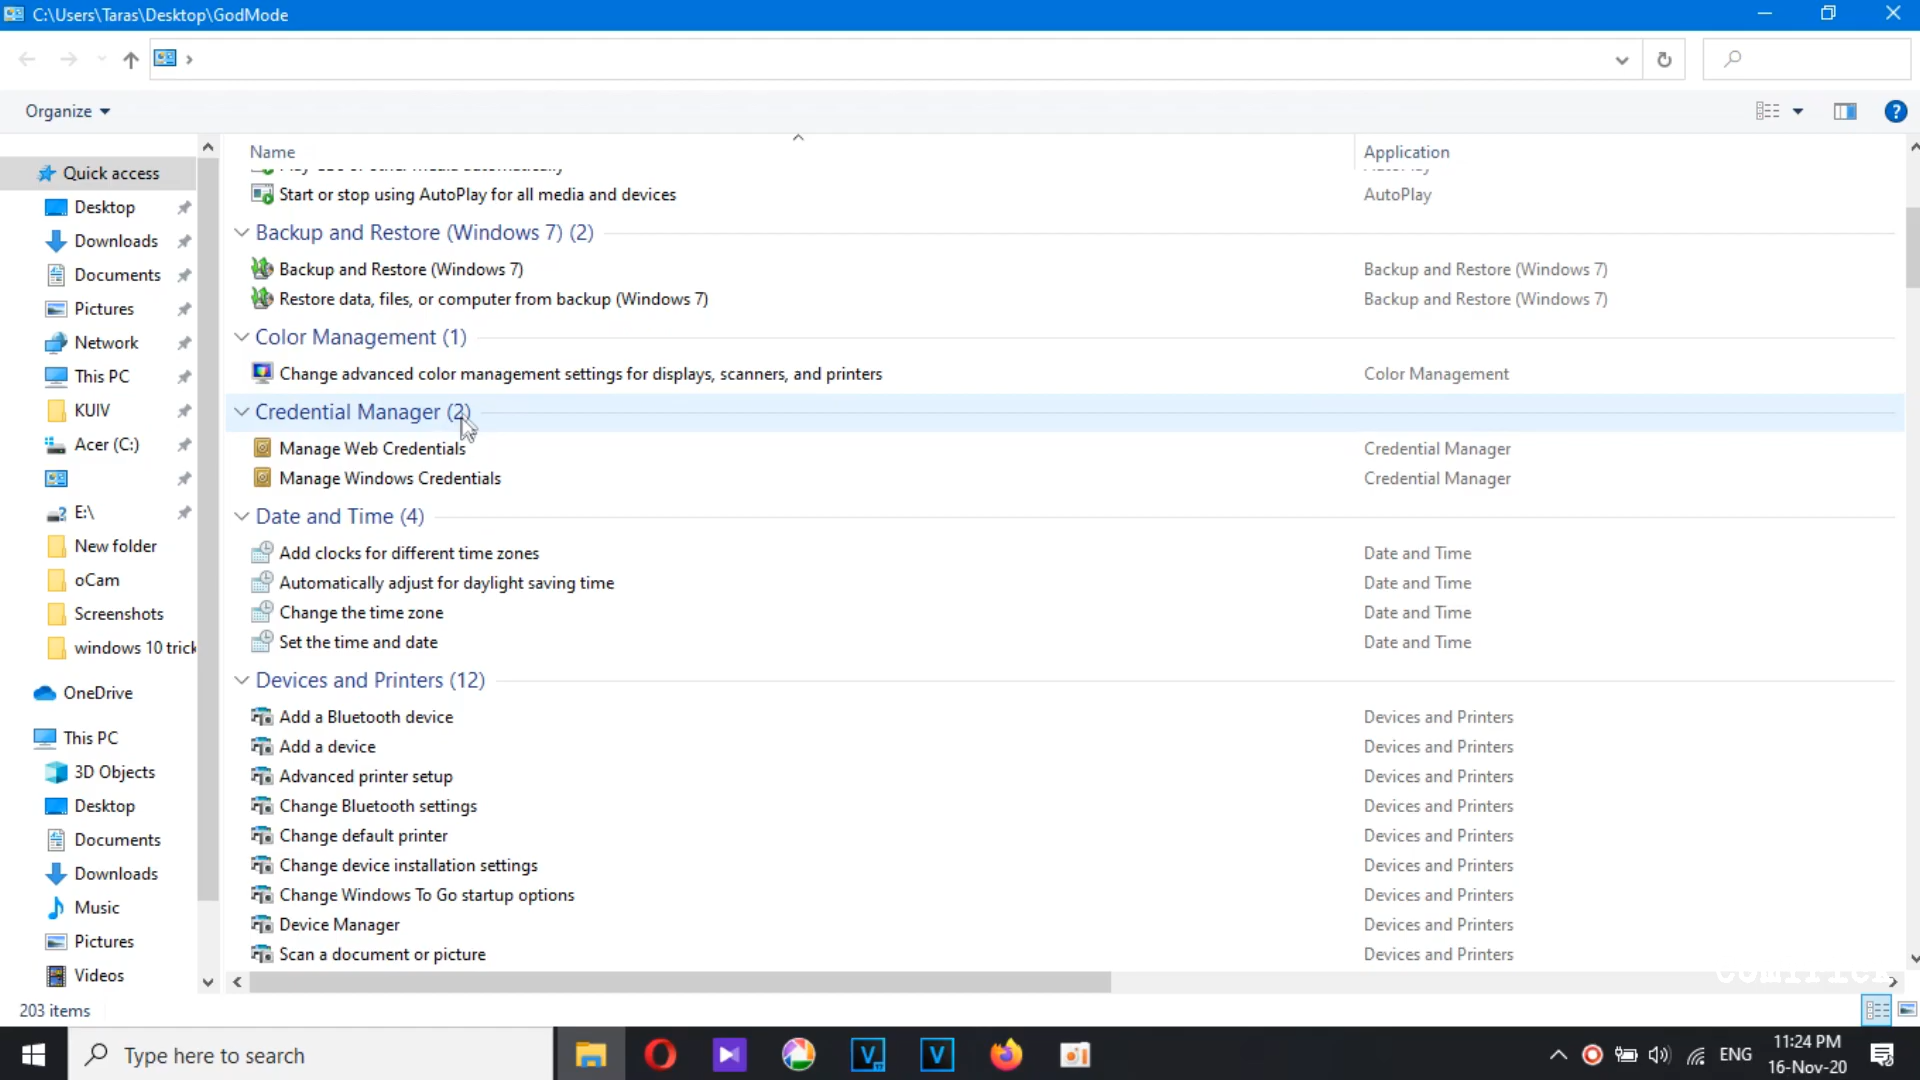 C:\Users\Taras\Desktop\GodMode
Organize
Name
Application
Quick access
Desktop
Downloads
Documents
Pictures
Network
This PC
KUIV
Acer (C:)
E:\
New folder
oCam
Screenshots
windows 10 trick
OneDrive
This PC
3D Objects
Desktop
Documents
Downloads
Music
Pictures
Videos
Start or stop using AutoPlay for all media and devices AutoPlay
Backup and Restore (Windows 7) (2)
Backup and Restore (Windows 7) Backup and Restore (Windows 7)
Restore data, files, or computer from backup (Windows 7) Backup and Restore (Windows 7)
Color Management (1)
Change advanced color management settings for displays, scanners, and printers Color Management
Credential Manager (2)
Manage Web Credentials Credential Manager
Manage Windows Credentials Credential Manager
Date and Time (4)
Add clocks for different time zones Date and Time
Automatically adjust for daylight saving time Date and Time
Change the time zone Date and Time
Set the time and date Date and Time
Devices and Printers (12)
Add a Bluetooth device Devices and Printers
Add a device Devices and Printers
Advanced printer setup Devices and Printers
Change Bluetooth settings Devices and Printers
Change default printer Devices and Printers
Change device installation settings Devices and Printers
Change Windows To Go startup options Devices and Printers
Device Manager Devices and Printers
Scan a document or picture Devices and Printers
203 items
Type here to search
ENG
11:24 PM
16-Nov-20